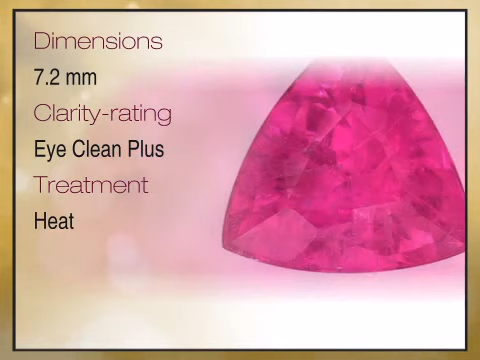 Dimensions
7.2 mm
Clarity-rating
Eye Clean Plus
Treatment
Heat